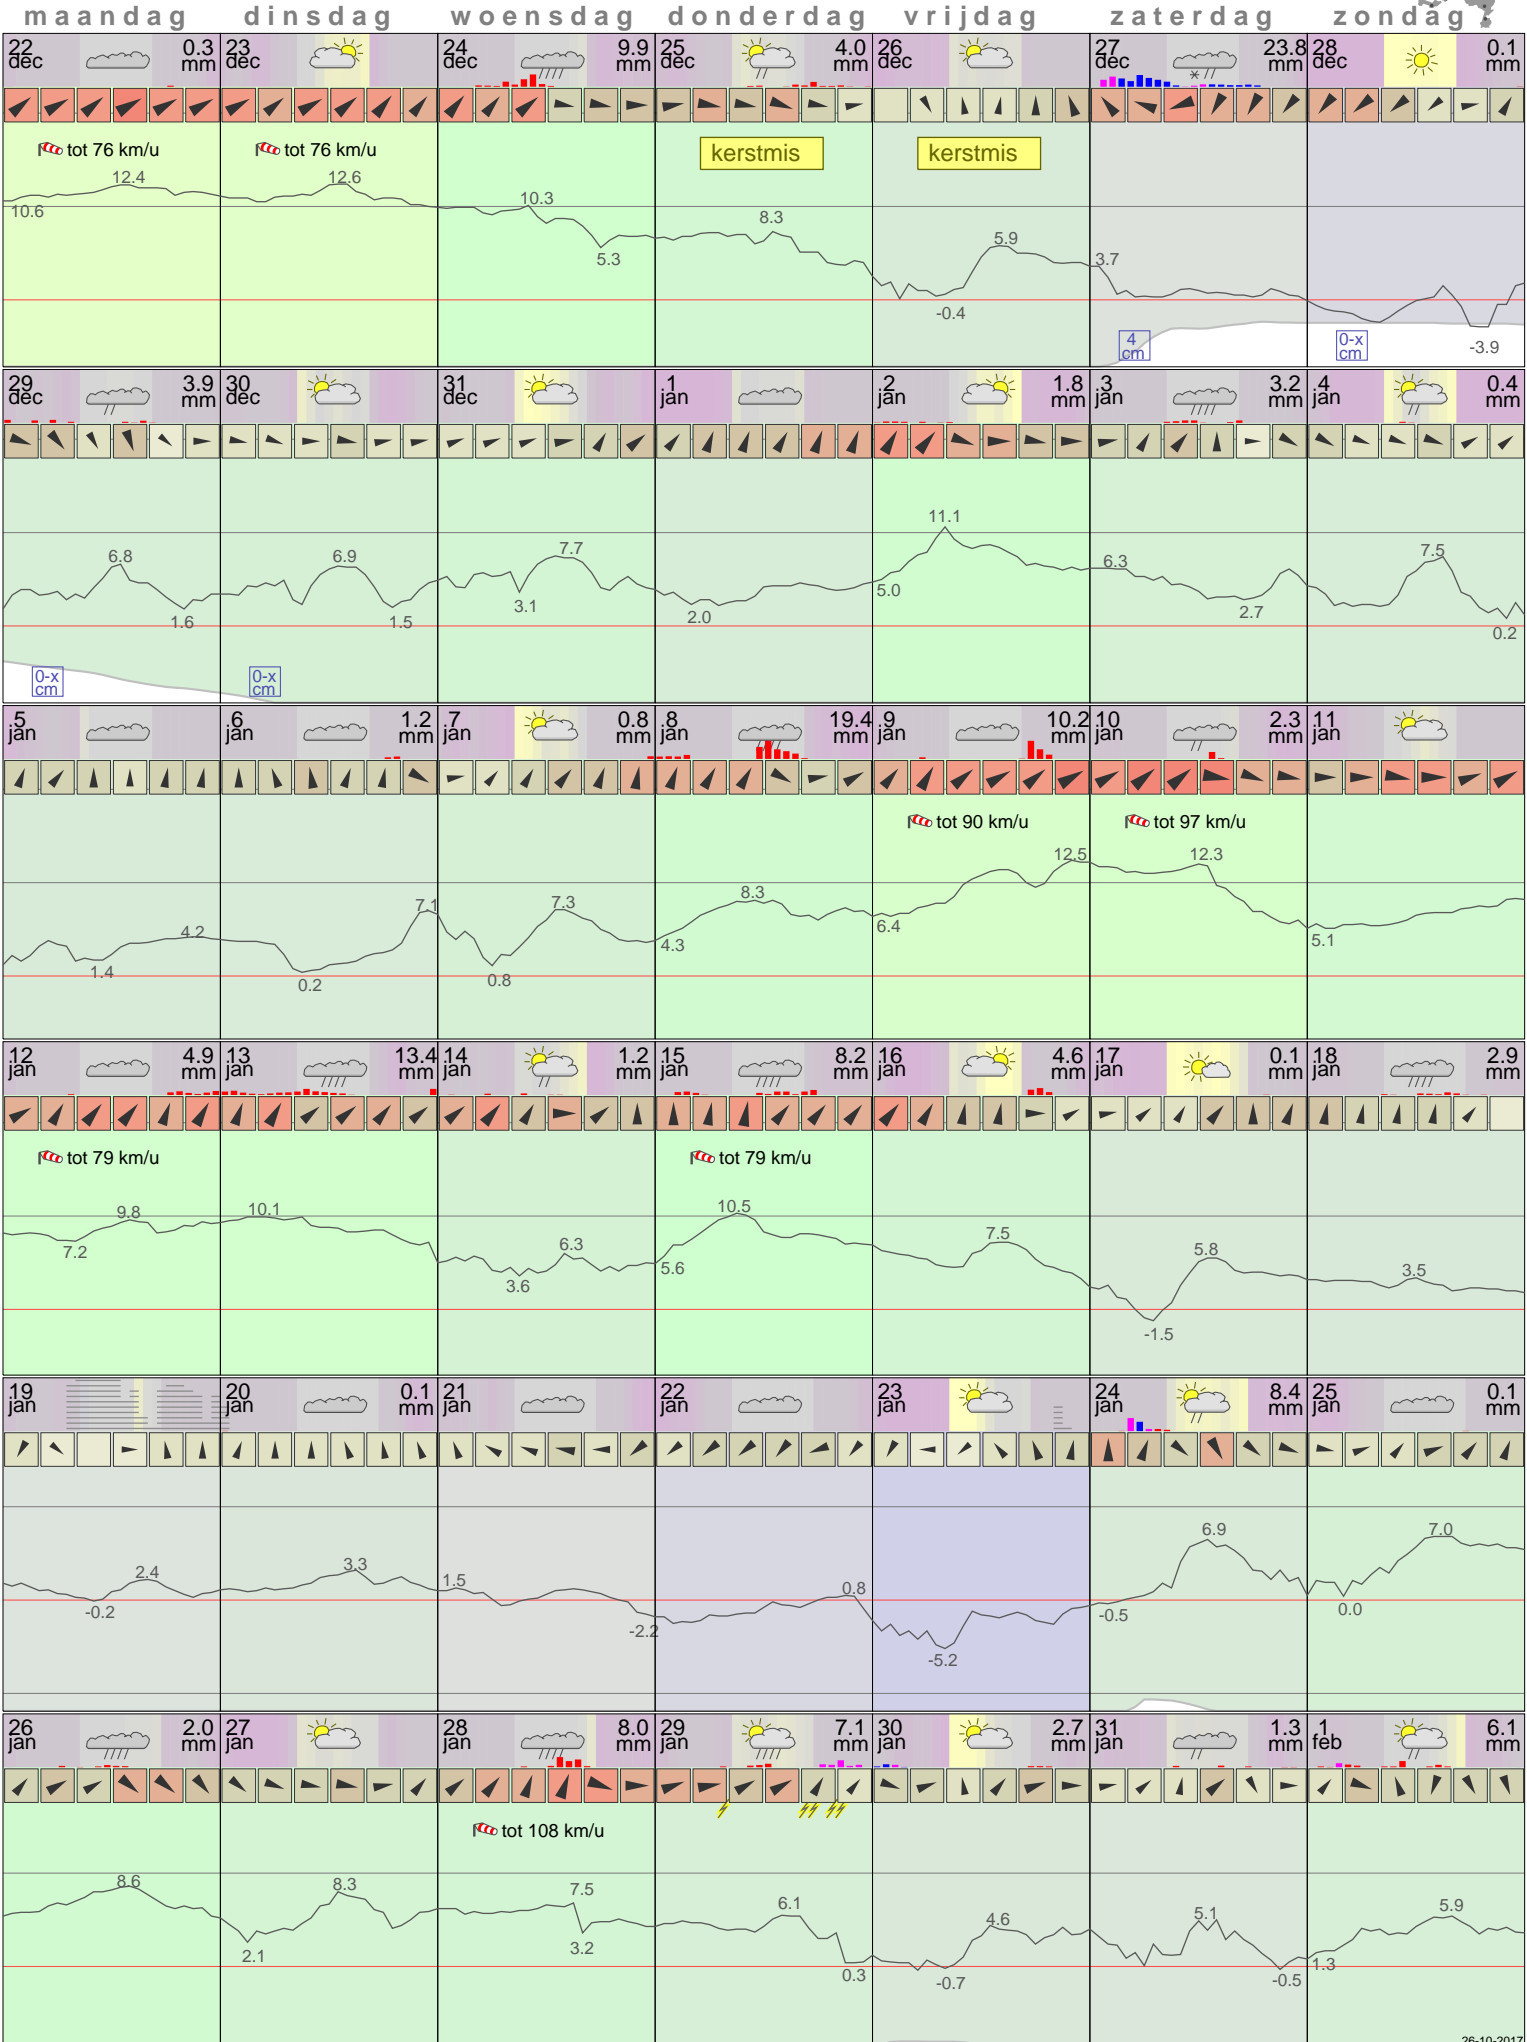 maandag dinsdag woensdag donderdag vrijdag zaterdag zondag
22 dec 0.3 mm
tot 76 km/u
12.4
10.6
23 dec
tot 76 km/u
12.6
24 dec 9.9 mm
10.3
5.3
25 dec 4.0 mm
kerstmis
8.3
26 dec
kerstmis
5.9
-0.4
27 dec 23.8 mm
3.7
4 cm
28 dec 0.1 mm
0-x cm
-3.9
29 dec 3.9 mm
6.8
1.6
0-x cm
30 dec
6.9
1.5
0-x cm
31 dec
7.7
3.1
1 jan
2.0
2 jan 1.8 mm
11.1
5.0
3 jan 3.2 mm
6.3
2.7
4 jan 0.4 mm
7.5
0.2
5 jan
4.2
1.4
6 jan 1.2 mm
7.1
0.2
7 jan 0.8 mm
7.3
0.8
8 jan 19.4 mm
8.3
4.3
9 jan 10.2 mm
tot 90 km/u
12.5
6.4
10 jan 2.3 mm
tot 97 km/u
12.3
11 jan
5.1
12 jan 4.9 mm
tot 79 km/u
9.8
7.2
13 jan 13.4 mm
10.1
14 jan 1.2 mm
6.3
3.6
15 jan 8.2 mm
tot 79 km/u
10.5
5.6
16 jan 4.6 mm
7.5
17 jan 0.1 mm
5.8
-1.5
18 jan 2.9 mm
3.5
19 jan
2.4
-0.2
20 jan 0.1 mm
3.3
21 jan
1.5
-2.2
22 jan
0.8
23 jan
-5.2
24 jan 8.4 mm
6.9
-0.5
25 jan 0.1 mm
7.0
0.0
26 jan 2.0 mm
8.6
27 jan
8.3
2.1
28 jan 8.0 mm
tot 108 km/u
7.5
3.2
29 jan 7.1 mm
6.1
0.3
30 jan 2.7 mm
4.6
-0.7
31 jan 1.3 mm
5.1
-0.5
1 feb 6.1 mm
5.9
1.3
26-10-2017